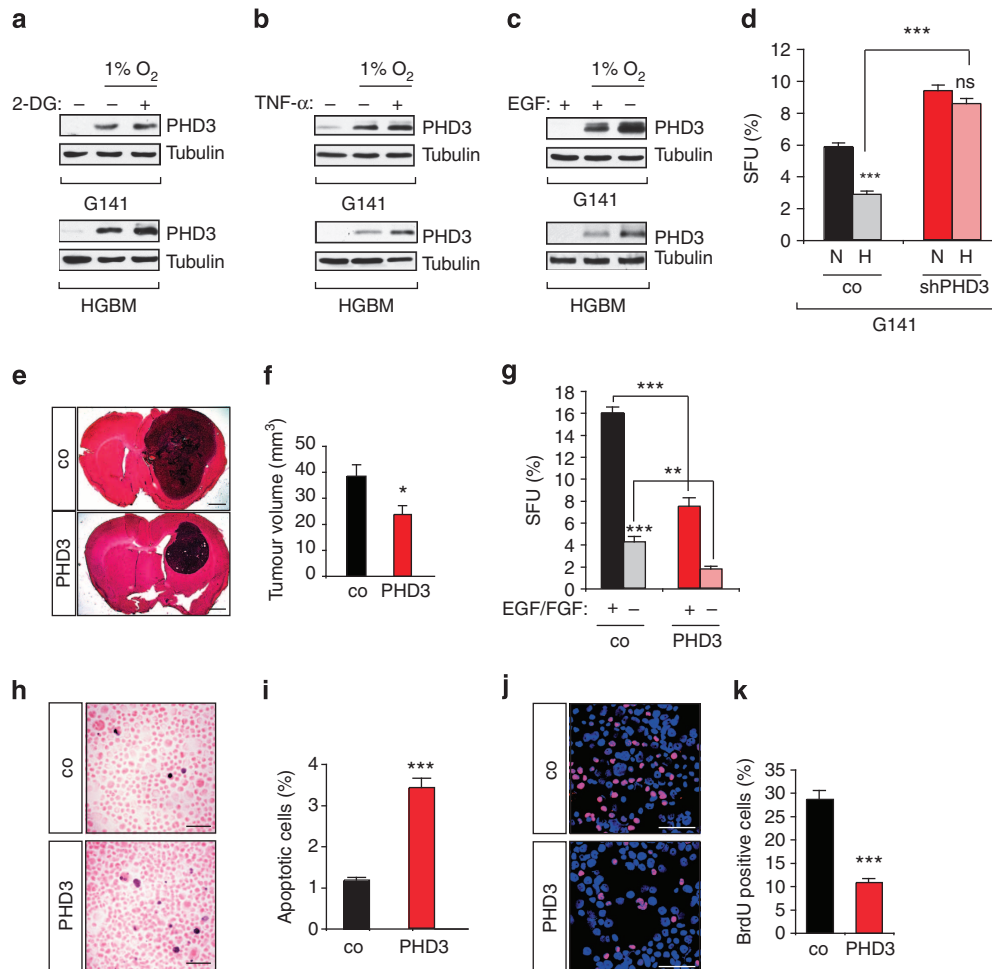 a
1% O2
2-DG: – – +
PHD3
Tubulin
G141
PHD3
Tubulin
HGBM
b
1% O2
TNF-α: – – +
PHD3
Tubulin
G141
PHD3
Tubulin
HGBM
c
1% O2
EGF: + + –
PHD3
Tubulin
G141
PHD3
Tubulin
HGBM
d
***
12
10
8
6
4
2
0
SFU (%)
***
ns
N H N H
co shPHD3
G141
e
co
PHD3
f
50
40
30
20
10
0
Tumour volume (mm3)
*
co PHD3
g
18
16
14
12
10
8
6
4
2
0
SFU (%)
***
**
***
EGF/FGF: + – + –
co PHD3
h
co
PHD3
i
4
3
2
1
0
Apoptotic cells (%)
***
co PHD3
j
co
PHD3
k
35
30
25
20
15
10
5
0
BrdU positive cells (%)
***
co PHD3